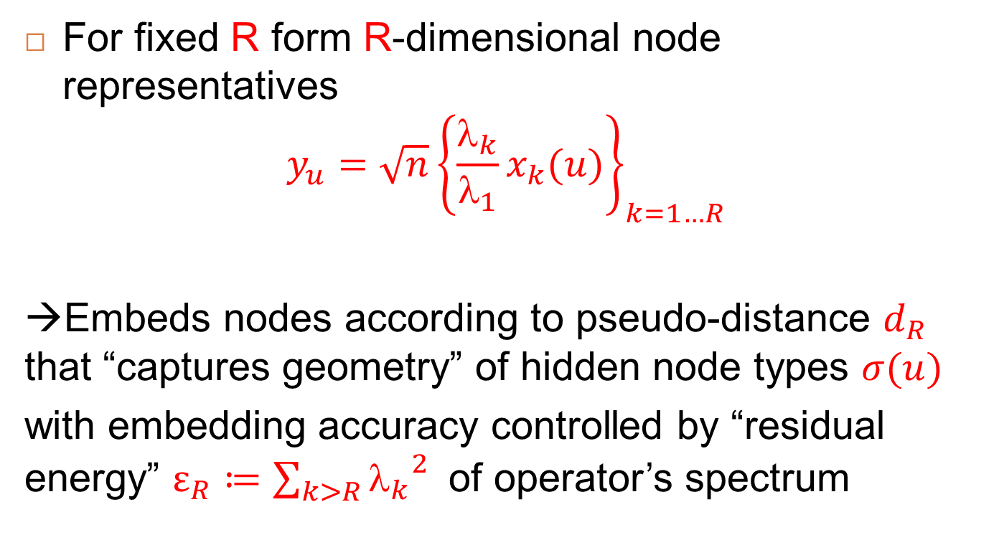 □ For fixed R form R-dimensional node
representatives
$y_u = \sqrt{n} \left\{ \frac{\lambda_k}{\lambda_1} x_k(u) \right\}_{k=1 \ldots R}$
→Embeds nodes according to pseudo-distance $d_R$
that “captures geometry” of hidden node types $\sigma(u)$
with embedding accuracy controlled by “residual
energy” $\varepsilon_R := \sum_{k>R} {\lambda_k}^2$ of operator’s spectrum